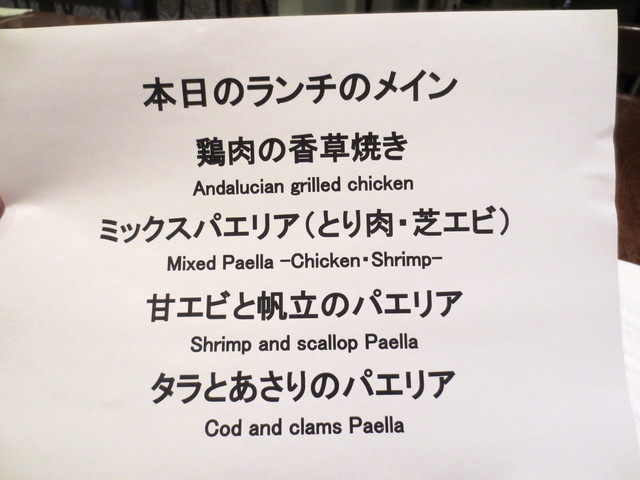 本日のランチのメイン
鶏肉の香草焼き
Andalucian grilled chicken
ミックスパエリア（とり肉・芝エビ）
Mixed Paella -Chicken・Shrimp-
甘エビと帆立のパエリア
Shrimp and scallop Paella
タラとあさりのパエリア
Cod and clams Paella